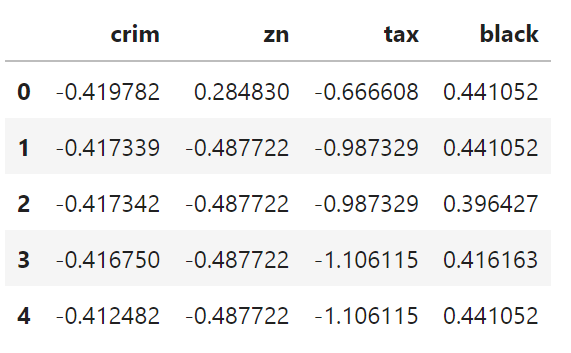 crim zn tax black
0 -0.419782 0.284830 -0.666608 0.441052
1 -0.417339 -0.487722 -0.987329 0.441052
2 -0.417342 -0.487722 -0.987329 0.396427
3 -0.416750 -0.487722 -1.106115 0.416163
4 -0.412482 -0.487722 -1.106115 0.441052